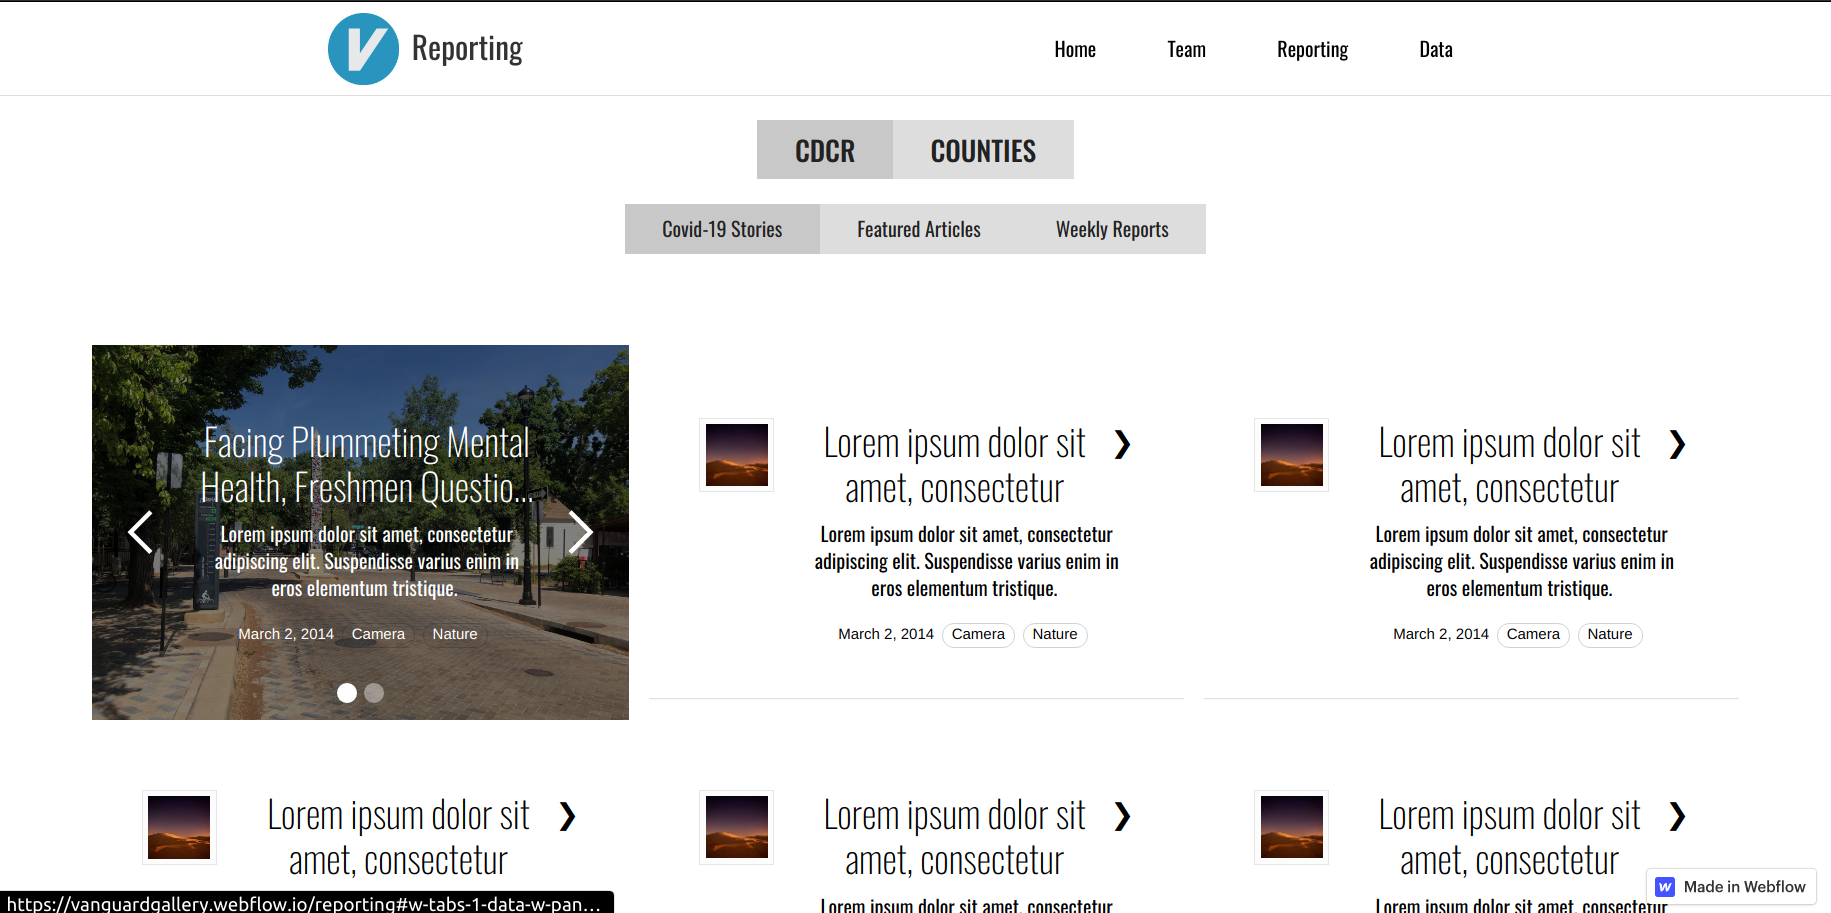 V Reporting
Home Team Reporting Data
CDCR COUNTIES
Covid-19 Stories Featured Articles Weekly Reports
Facing Plummeting Mental
Health, Freshmen Questio...
Lorem ipsum dolor sit amet, consectetur
adipiscing elit. Suspendisse varius enim in
eros elementum tristique.
March 2, 2014 Camera Nature
Lorem ipsum dolor sit ❯
amet, consectetur
Lorem ipsum dolor sit amet, consectetur
adipiscing elit. Suspendisse varius enim in
eros elementum tristique.
March 2, 2014 Camera Nature
Lorem ipsum dolor sit ❯
amet, consectetur
Lorem ipsum dolor sit amet, consectetur
adipiscing elit. Suspendisse varius enim in
eros elementum tristique.
March 2, 2014 Camera Nature
Lorem ipsum dolor sit ❯
amet, consectetur
Lorem ipsum dolor sit ❯
amet, consectetur
Lorem ipsum dolor sit amet, consectetur
Lorem ipsum dolor sit ❯
amet, consectetur
Lorem ipsum dolor sit amet, consectetur
Made in Webflow
https://vanguardgallery.webflow.io/reporting#w-tabs-1-data-w-pan...